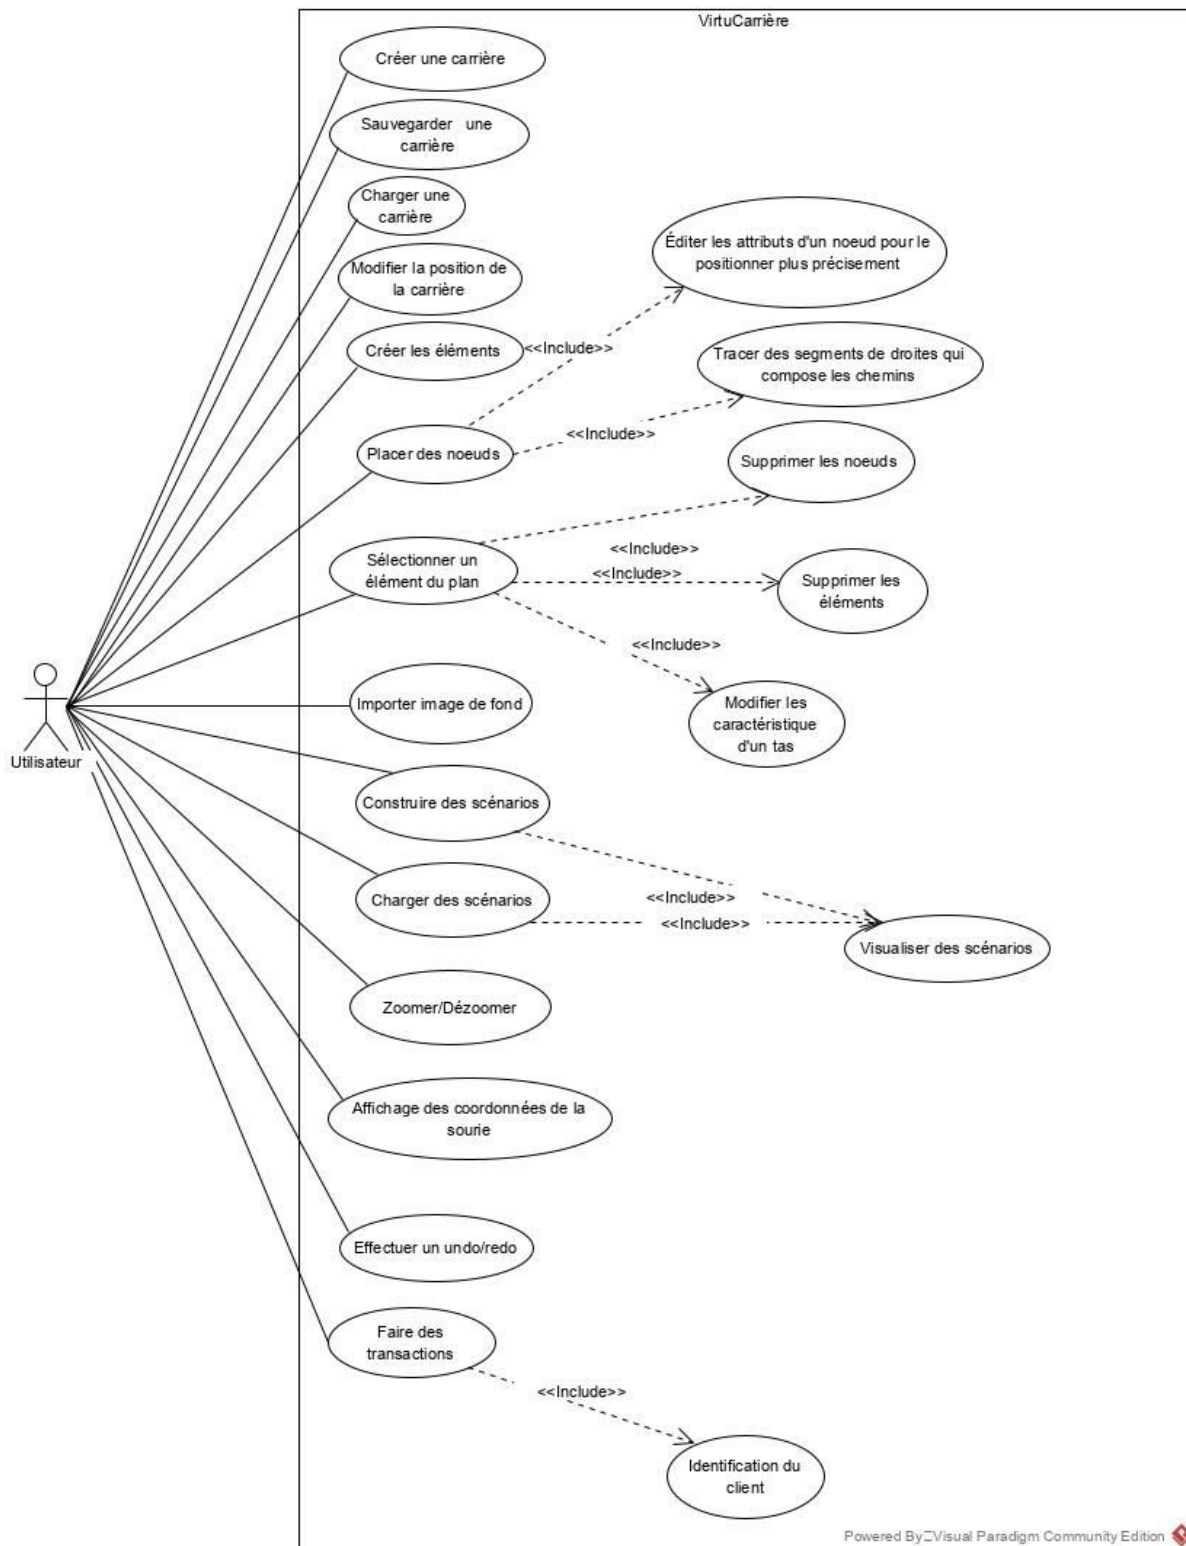 VirtuCarrière
Créer une carrière
Sauvegarder une
carrière
Charger une
carrière
Éditer les attributs d'un noeud pour le
positionner plus précisement
Modifier la position de
la carrière
Créer les éléments
<<Include>>
Tracer des segments de droites qui
compose les chemins
<<Include>>
Placer des noeuds
Supprimer les noeuds
Sélectionner un
élément du plan
<<Include>>
<<Include>>
Supprimer les
éléments
<<Include>>
Utilisateur
Importer image de fond
Modifier les
caractéristique
d'un tas
Construire des scénarios
Charger des scénarios
<<Include>>
<<Include>>
Visualiser des scénarios
Zoomer/Dézoomer
Affichage des coordonnées de la
sourie
Effectuer un undo/redo
Faire des
transactions
<<Include>>
Identification du
client
Powered By Visual Paradigm Community Edition